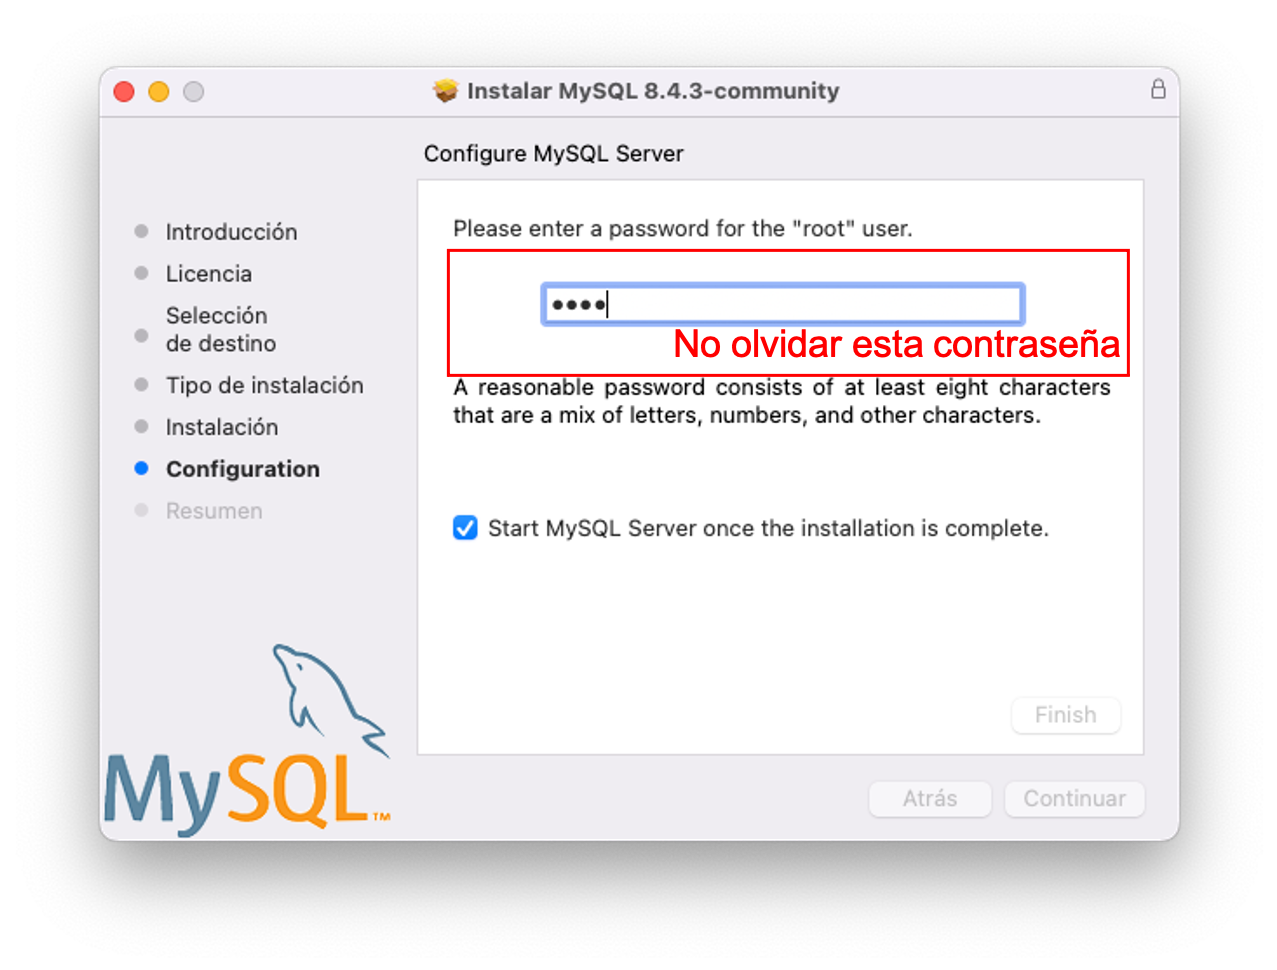 Instalar MySQL 8.4.3-community
Configure MySQL Server
Introducción
Licencia
Selección
de destino
Tipo de instalación
Instalación
Configuration
Resumen
Please enter a password for the "root" user.
••••
No olvidar esta contraseña
A reasonable password consists of at least eight characters
that are a mix of letters, numbers, and other characters.
Start MySQL Server once the installation is complete.
Finish
MySQL™
Atrás
Continuar